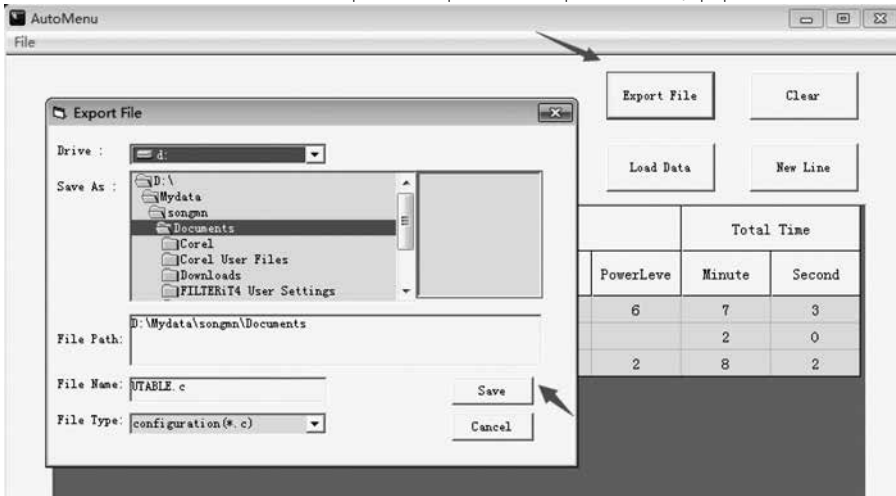 AutoMenu
File
Export File
Clear
Load Data
New Line
Export File
Drive :
d:
Save As :
D:\
Mydata
songmn
Documents
Corel
Corel User Files
Downloads
FILTERiT4 User Settings
File Path:
D:\Mydata\songmn\Documents
File Name:
UTABLE.c
File Type:
configuration(*.c)
Save
Cancel
Total Time
PowerLeve Minute Second
6 7 3
2 0
2 8 2